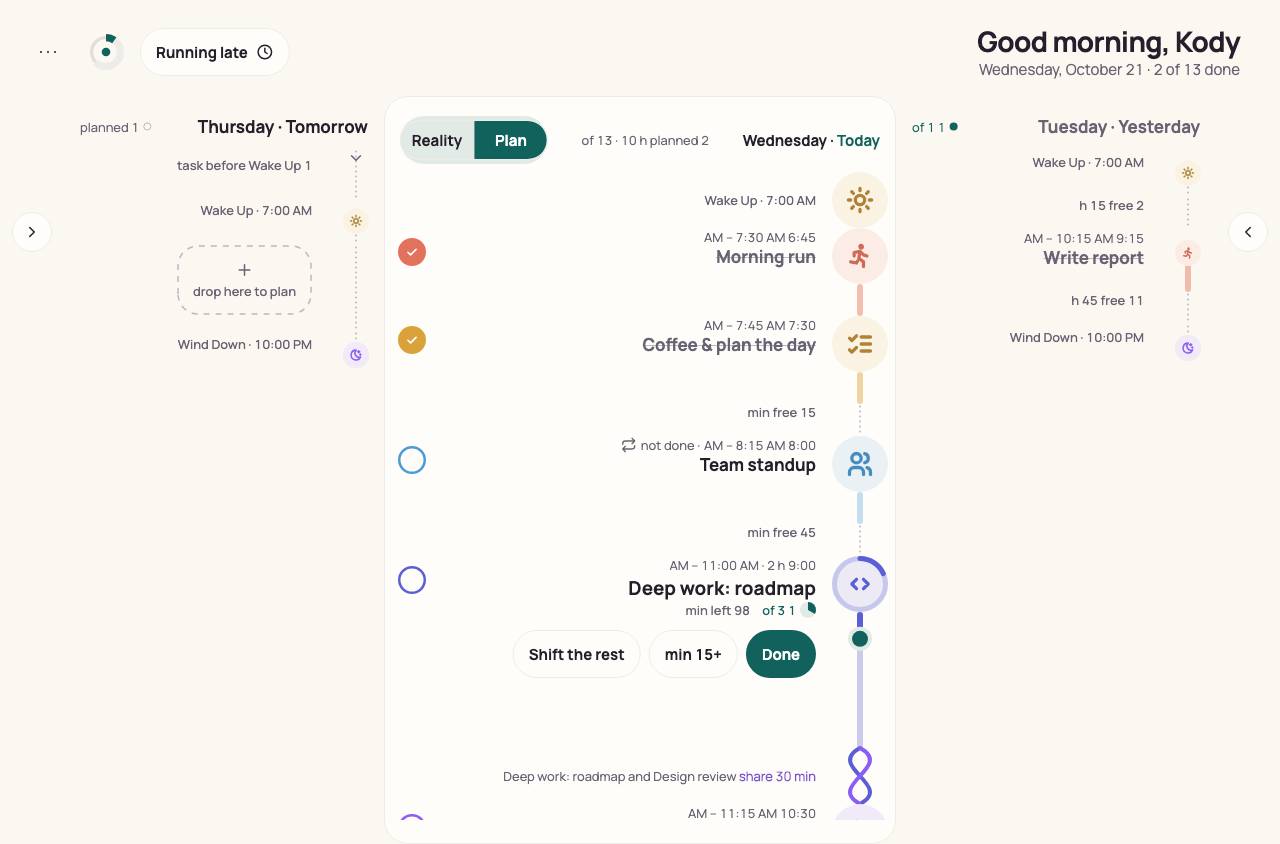 Good morning, Kody
Wednesday, October 21 · 2 of 13 done
Running late
...
Tuesday · Yesterday
of 1 1
Wake Up · 7:00 AM
h 15 free 2
AM – 10:15 AM 9:15
Write report
h 45 free 11
Wind Down · 10:00 PM
Wednesday · Today
of 13 · 10 h planned 2
Reality
Plan
Wake Up · 7:00 AM
AM – 7:30 AM 6:45
Morning run
AM – 7:45 AM 7:30
Coffee & plan the day
min free 15
not done · AM – 8:15 AM 8:00
Team standup
min free 45
AM – 11:00 AM · 2 h 9:00
Deep work: roadmap
min left 98
of 3 1
Shift the rest
min 15+
Done
Deep work: roadmap and Design review share 30 min
AM – 11:15 AM 10:30
Thursday · Tomorrow
planned 1
task before Wake Up 1
Wake Up · 7:00 AM
+
drop here to plan
Wind Down · 10:00 PM